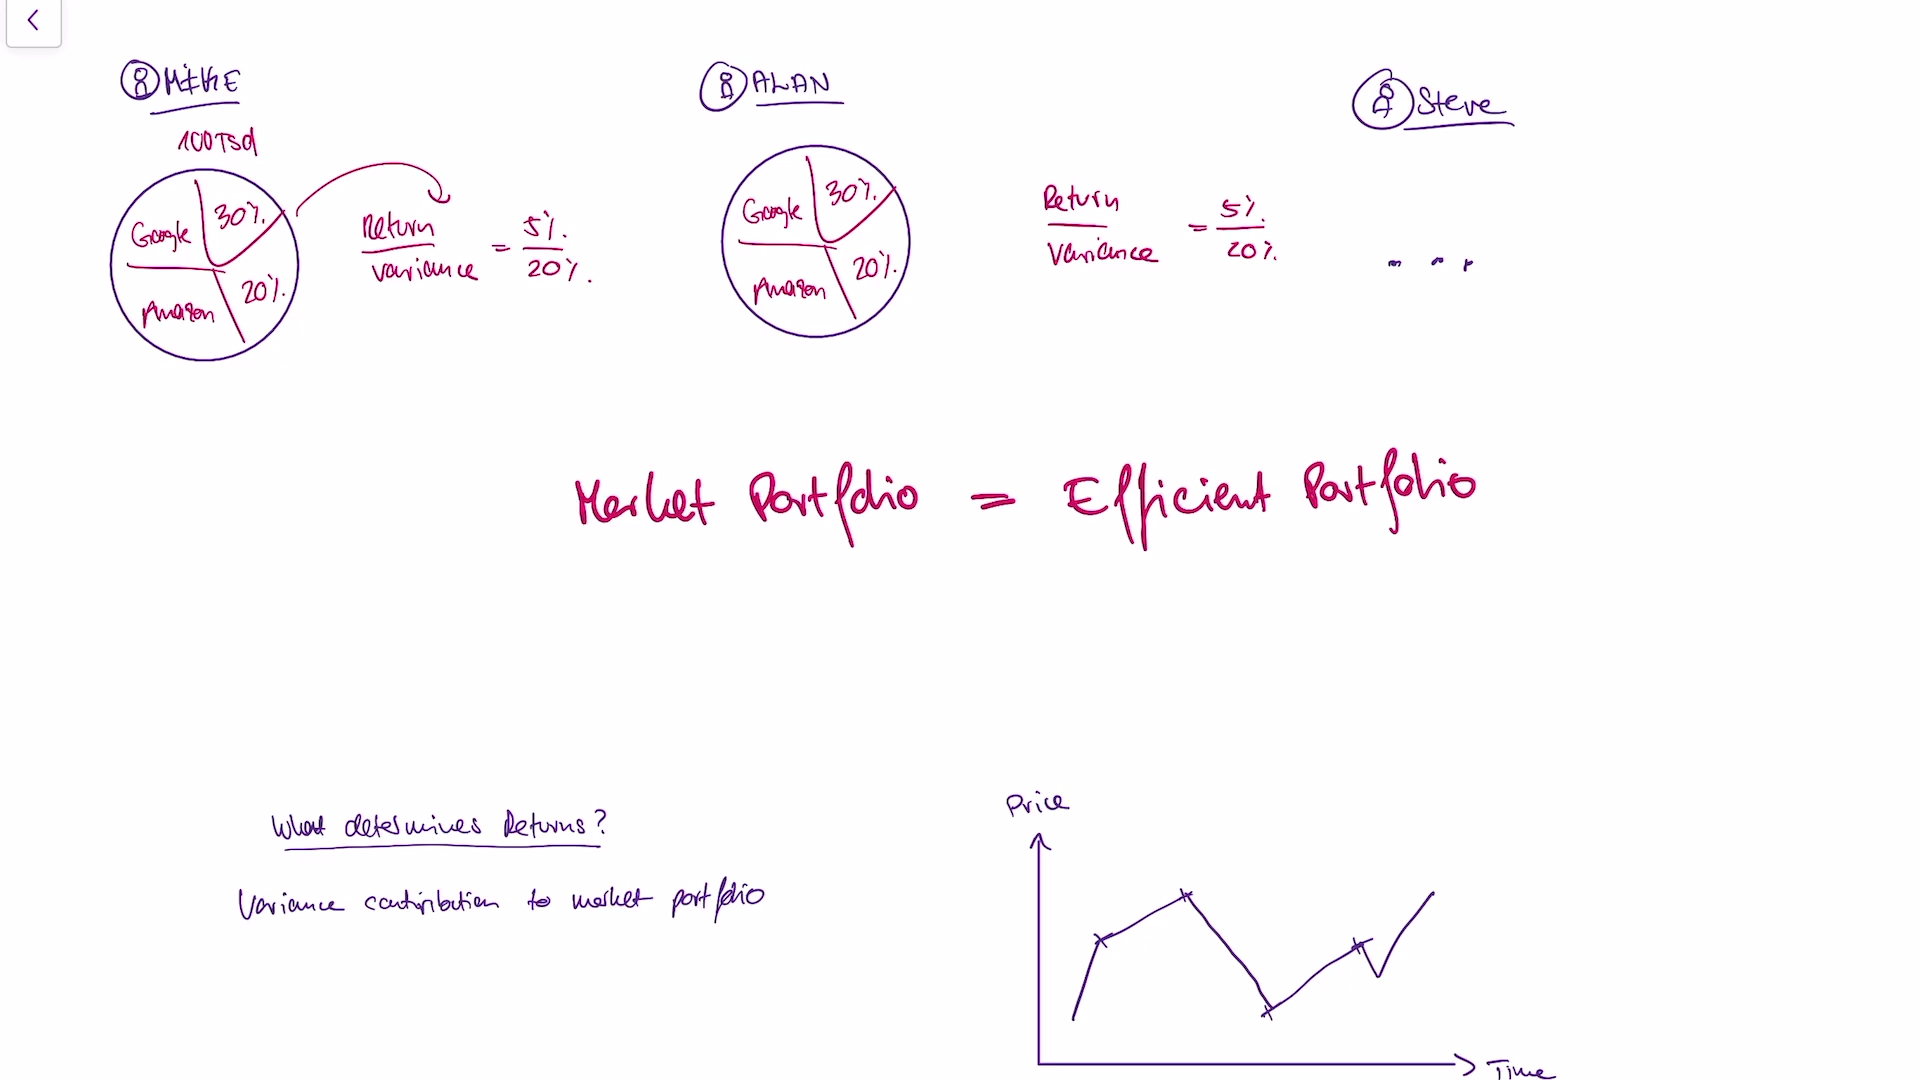 MIKE
100Tsd
Google
30%.
Amazon
20%.
Return
variance
=
5%.
20%.
ALAN
Google
30%.
Amazon
20%.
Return
Variance
=
5%.
20%.
Steve
...
Market Portfolio = Efficient Portfolio
What determines Returns?
Variance contribution to market portfolio
Price
Time